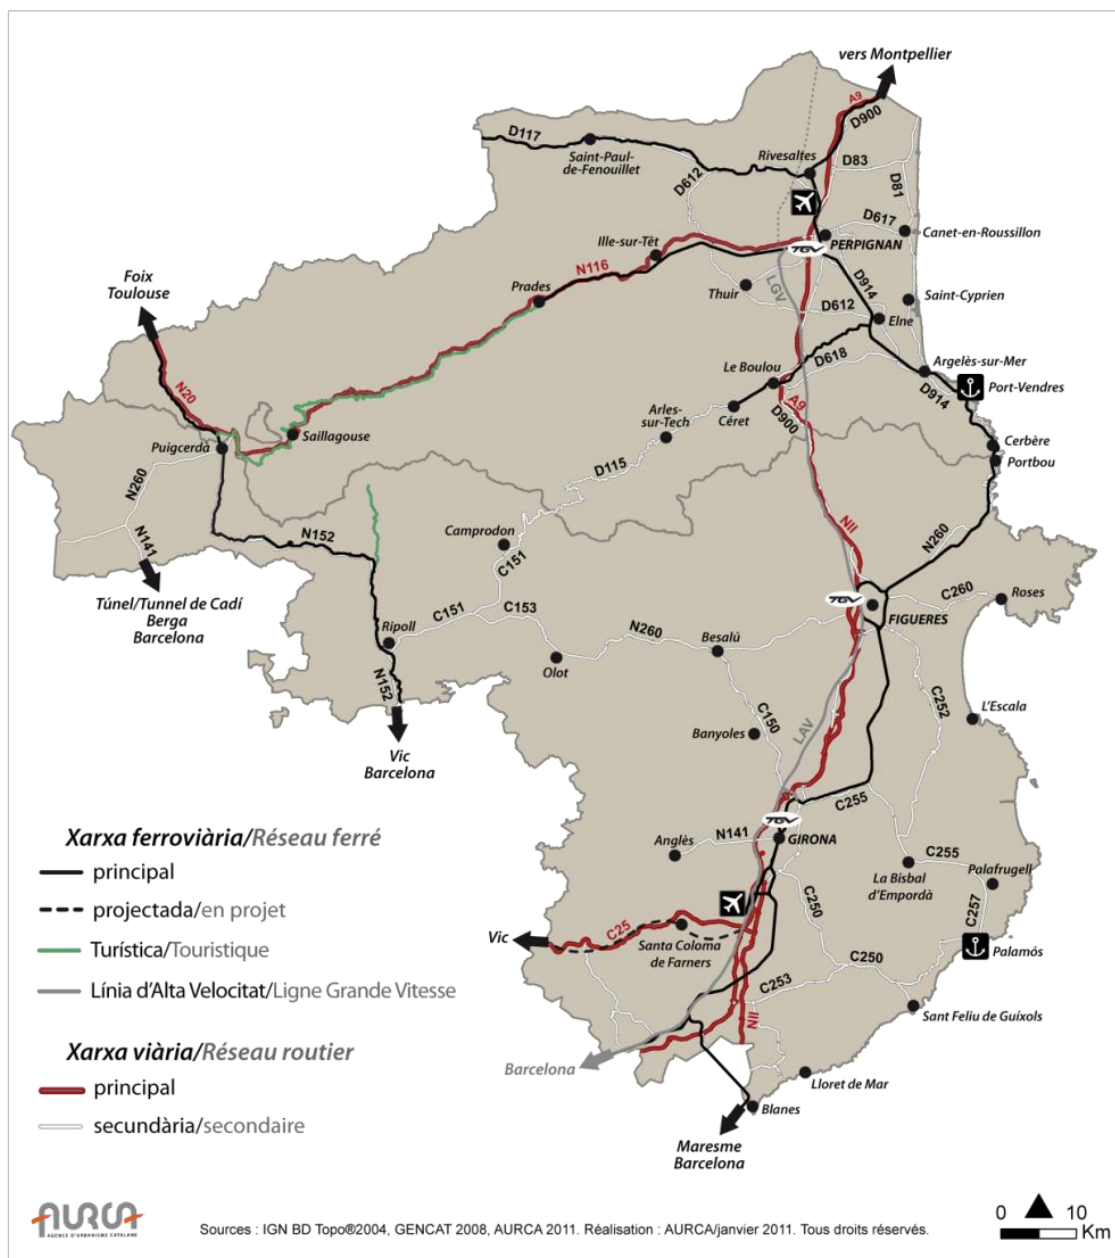 vers Montpellier
A9
D900
D117
Saint-Paul-
de-Fenouillet
Rivesaltes
D83
D612
D81
D617
Canet-en-Roussillon
PERPIGNAN
TGV
Ille-sur-Têt
N116
Foix
Toulouse
Prades
Thuir
LGV
D914
D612
Saint-Cyprien
Elne
D618
Le Boulou
Argelès-sur-Mer
Port-Vendres
D914
N20
A9
D900
Arles-
sur-Tech
Céret
Saillagouse
Puigcerdà
Cerbère
Portbou
D115
N260
N141
N152
Camprodon
C151
NII
N260
Túnel/Tunnel de Cadí
Berga
Barcelona
TGV
FIGUERES
C260
Roses
Ripoll
C151
C153
N260
Besalú
Olot
N152
C252
L'Escala
C150
Banyoles
LAV
Vic
Barcelona
C255
TGV
GIRONA
N141
Anglès
C255
La Bisbal
d'Empordà
Palafrugell
C257
C250
Vic
C25
Santa Coloma
de Farners
C250
Palamós
C253
NII
Sant Feliu de Guíxols
Barcelona
Lloret de Mar
Blanes
Maresme
Barcelona
Xarxa ferroviària/Réseau ferré
principal
projectada/en projet
Turística/Touristique
Línia d'Alta Velocitat/Ligne Grande Vitesse
Xarxa viària/Réseau routier
principal
secundària/secondaire
AURCA
AGENCE D'URBANISME CATALANE
Sources : IGN BD Topo®2004, GENCAT 2008, AURCA 2011. Réalisation : AURCA/janvier 2011. Tous droits réservés.
0 10
Km